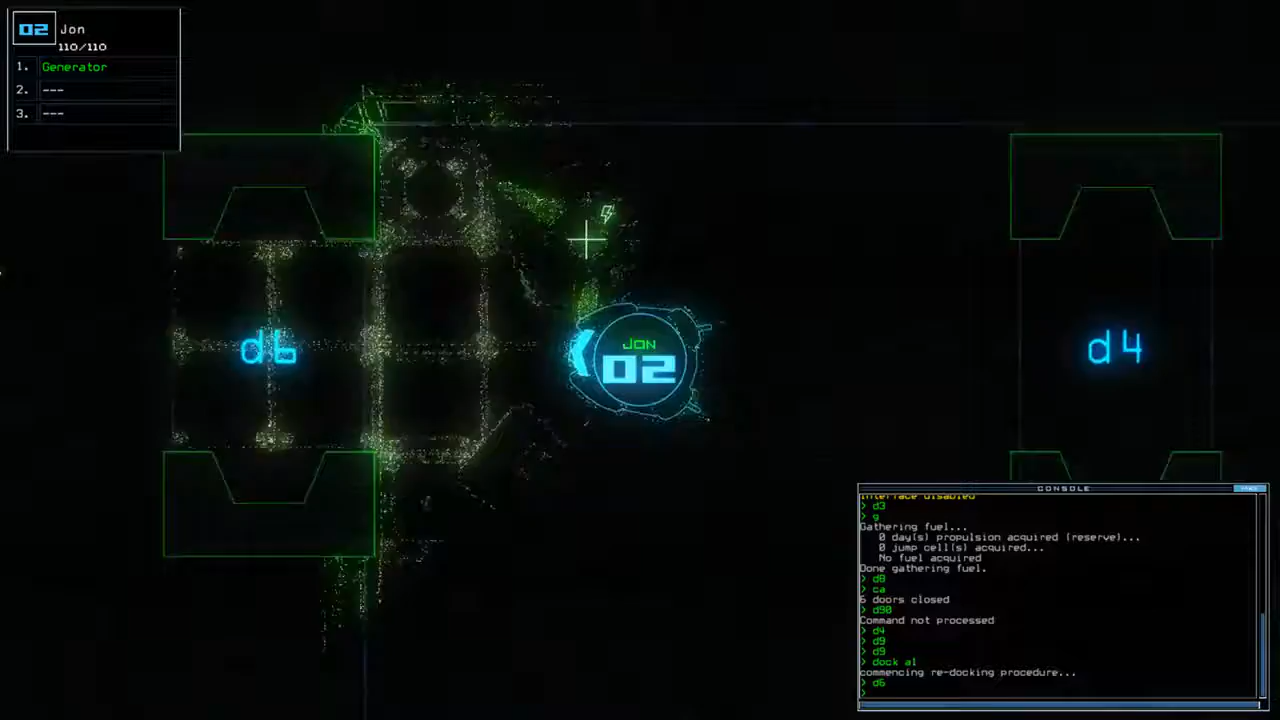 02 Jon
110/110
1. Generator
2. ---
3. ---
d6
JON
02
d4
CONSOLE
Interface disabled
> d3
> g
Gathering fuel...
0 day(s) propulsion acquired (reserve)...
0 jump cell(s) acquired...
No fuel acquired
Done gathering fuel.
> d8
> ca
6 doors closed
> d90
Command not processed
> d4
> d9
> d9
> dock a1
commencing re-docking procedure...
> d6
>